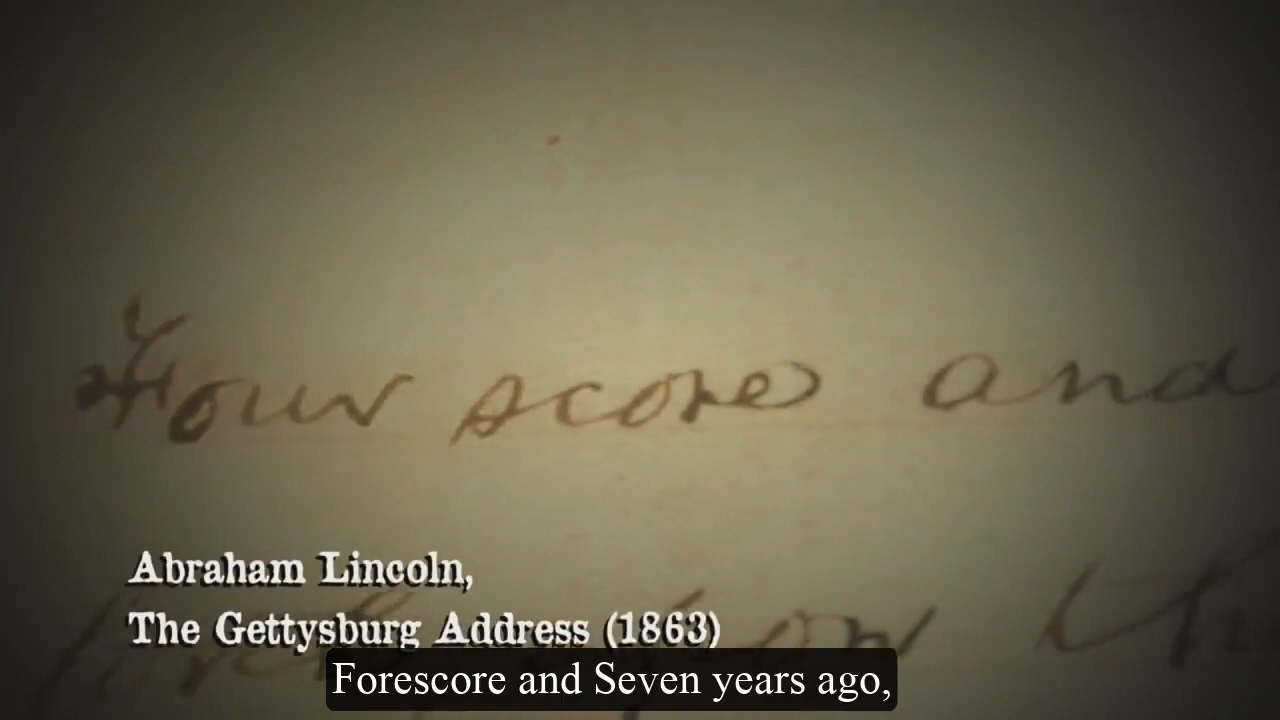 Four score and
Abraham Lincoln,
The Gettysburg Address (1863)
Forescore and Seven years ago,